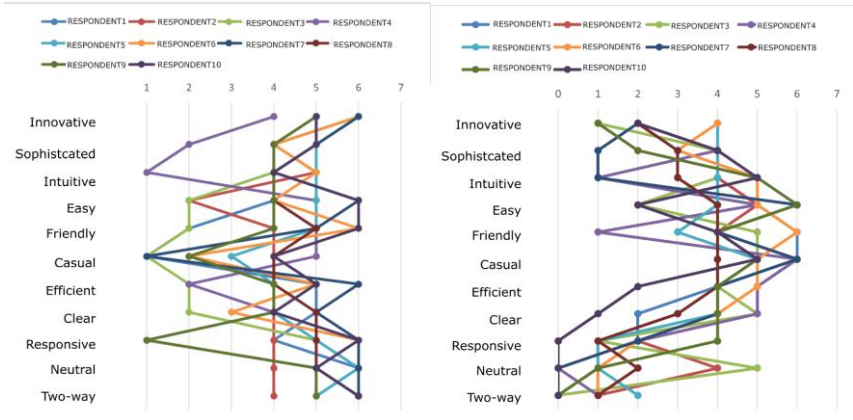 RESPONDENT1 RESPONDENT2 RESPONDENT3 RESPONDENT4
RESPONDENT5 RESPONDENT6 RESPONDENT7 RESPONDENT8
RESPONDENT9 RESPONDENT10
1 2 3 4 5 6 7
Innovative
Sophistcated
Intuitive
Easy
Friendly
Casual
Efficient
Clear
Responsive
Neutral
Two-way
RESPONDENT1 RESPONDENT2 RESPONDENT3 RESPONDENT4
RESPONDENT5 RESPONDENT6 RESPONDENT7 RESPONDENT8
RESPONDENT9 RESPONDENT10
0 1 2 3 4 5 6 7
Innovative
Sophistcated
Intuitive
Easy
Friendly
Casual
Efficient
Clear
Responsive
Neutral
Two-way